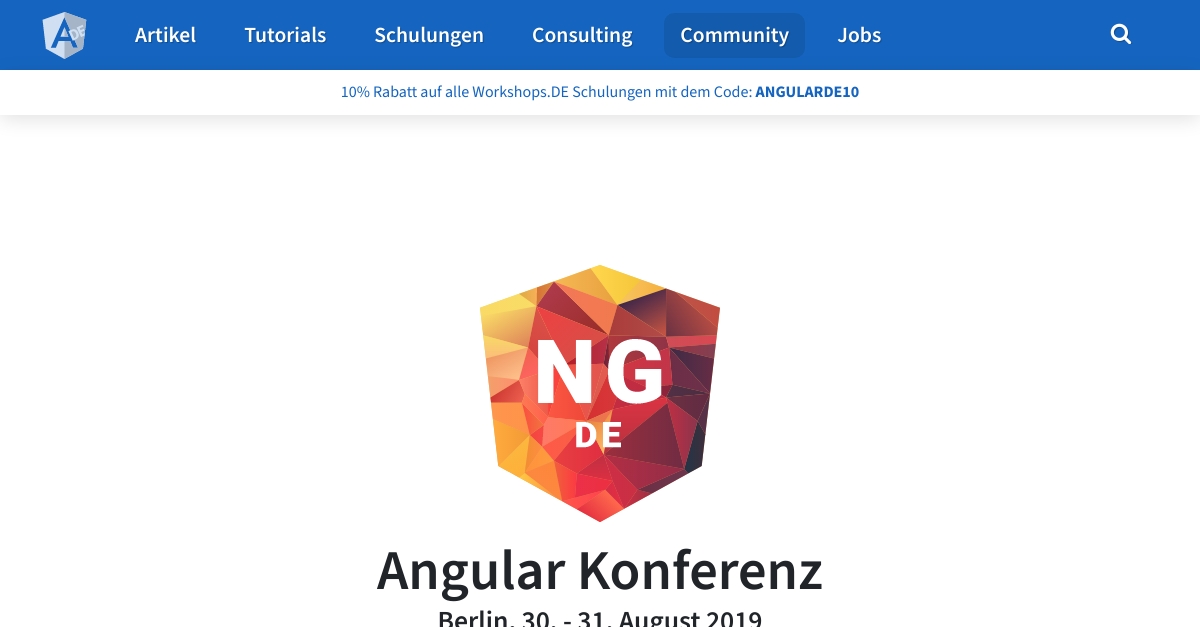 A DE
Artikel Tutorials Schulungen Consulting Community Jobs
10% Rabatt auf alle Workshops.DE Schulungen mit dem Code: ANGULARDE10
NG
DE
Angular Konferenz
Berlin, 30. - 31. August 2019